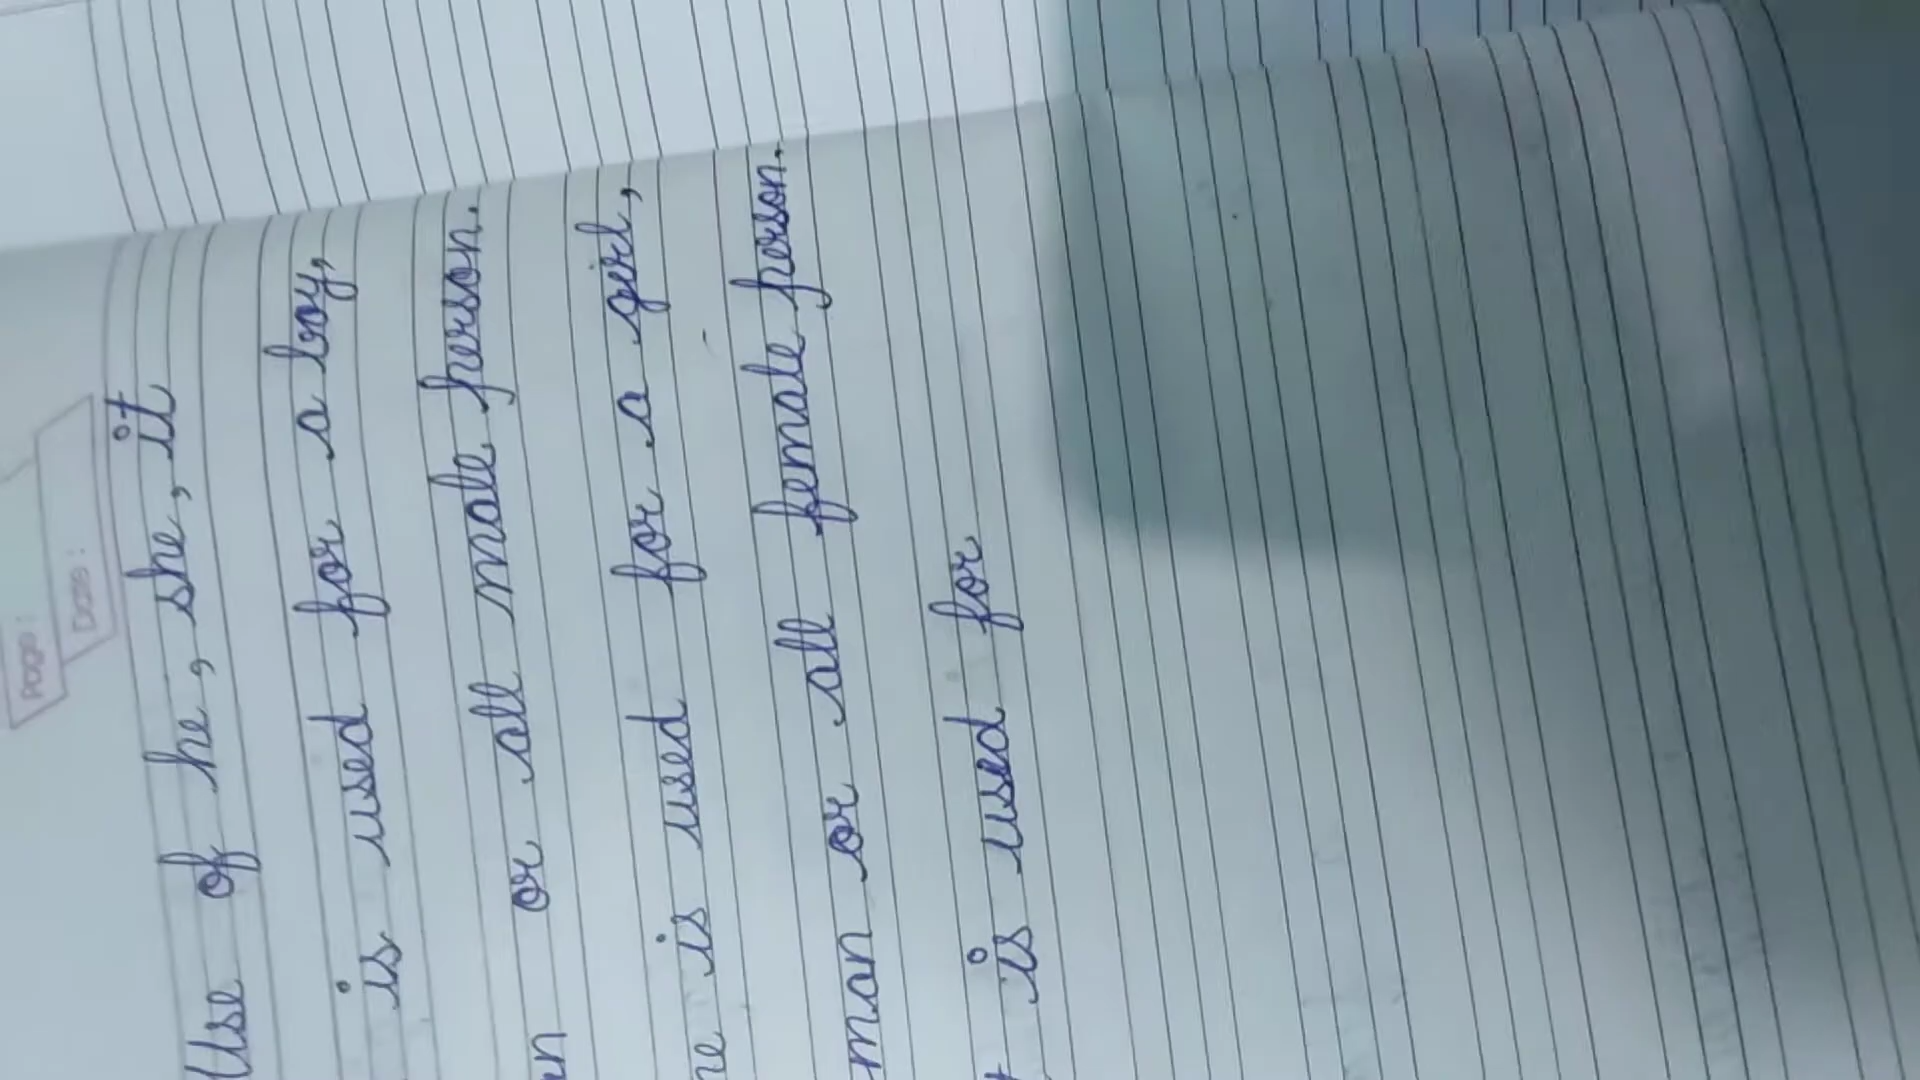 Page:
Date:
Use of he, she, it
is used for a boy,
or all male person.
is used for a girl,
man or all female person.
is used for